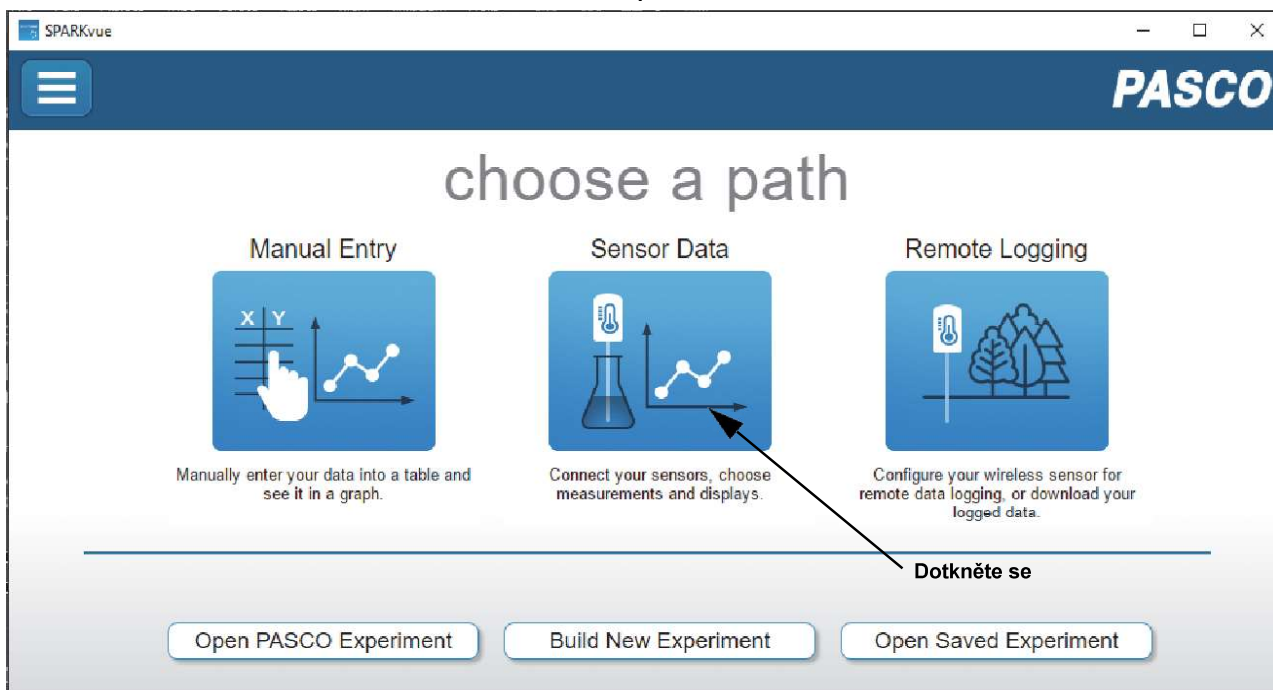 SPARKvue
PASCO
choose a path
Manual Entry
Sensor Data
Remote Logging
X Y
Manually enter your data into a table and
see it in a graph.
Connect your sensors, choose
measurements and displays.
Configure your wireless sensor for
remote data logging, or download your
logged data.
Dotkněte se
Open PASCO Experiment
Build New Experiment
Open Saved Experiment